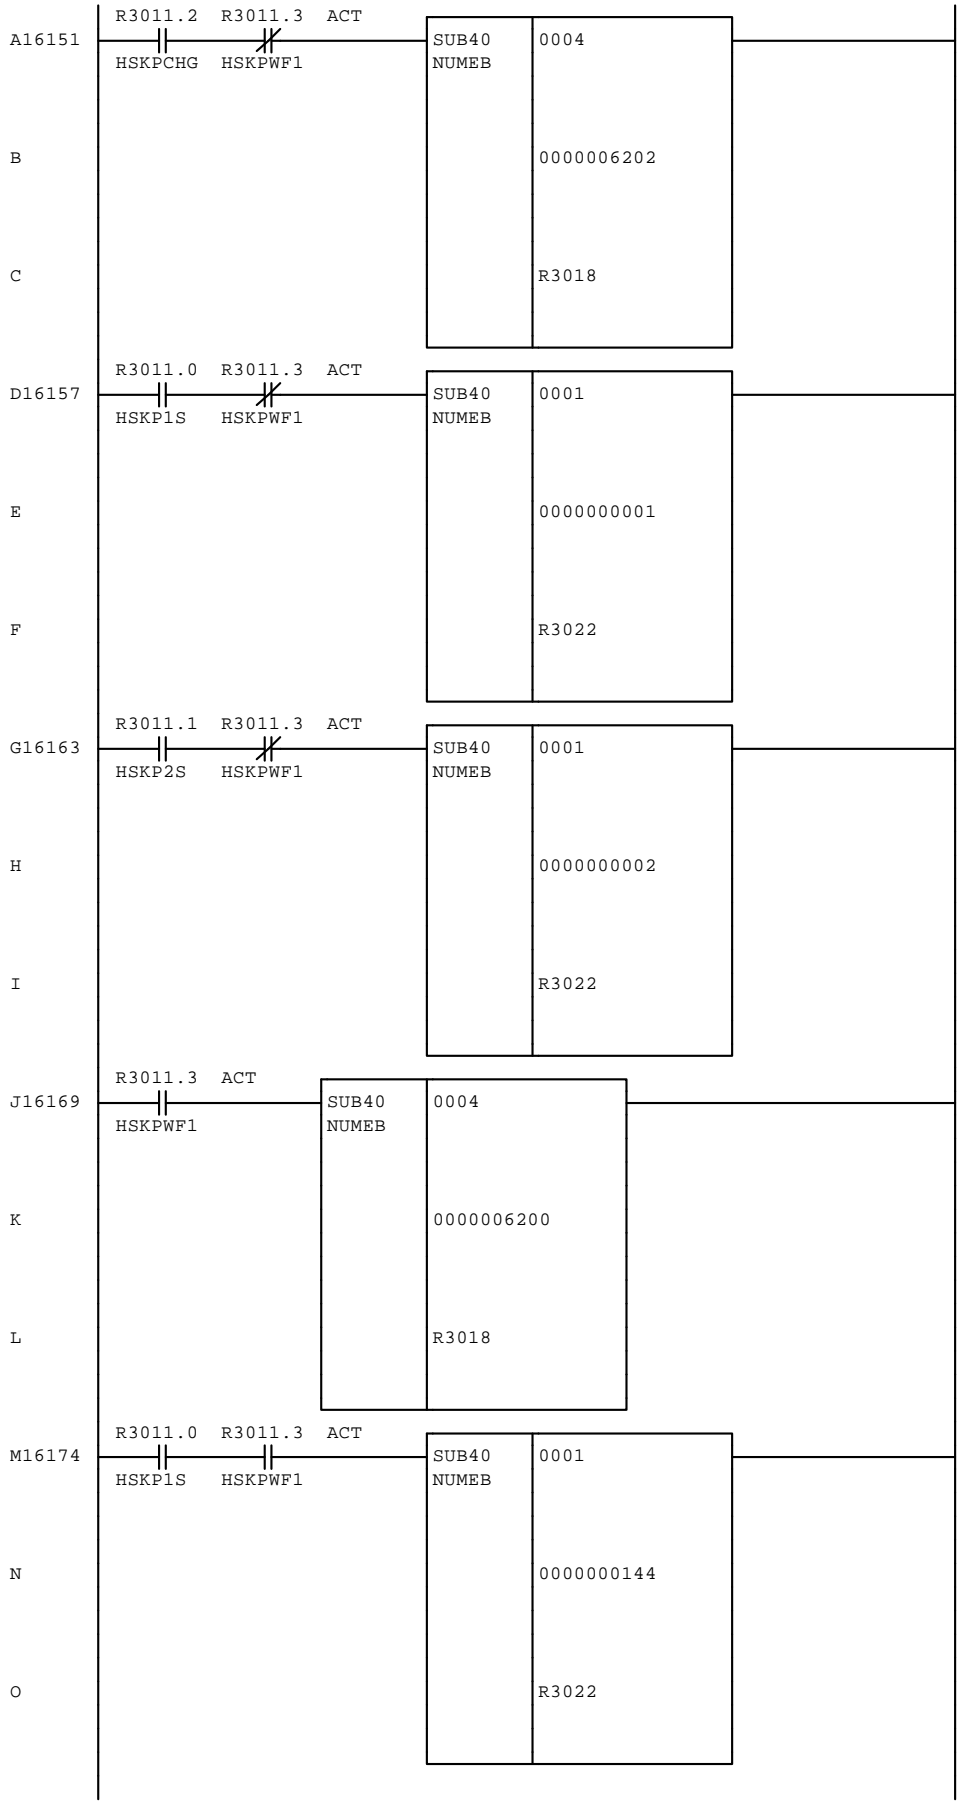 R3011.2 R3011.3 ACT
A16151 SUB40 0004
HSKPCHG HSKPWF1 NUMEB
B 0000006202
C R3018
R3011.0 R3011.3 ACT
D16157 SUB40 0001
HSKP1S HSKPWF1 NUMEB
E 0000000001
F R3022
R3011.1 R3011.3 ACT
G16163 SUB40 0001
HSKP2S HSKPWF1 NUMEB
H 0000000002
I R3022
R3011.3 ACT
J16169 SUB40 0004
HSKPWF1 NUMEB
K 0000006200
L R3018
R3011.0 R3011.3 ACT
M16174 SUB40 0001
HSKP1S HSKPWF1 NUMEB
N 0000000144
O R3022